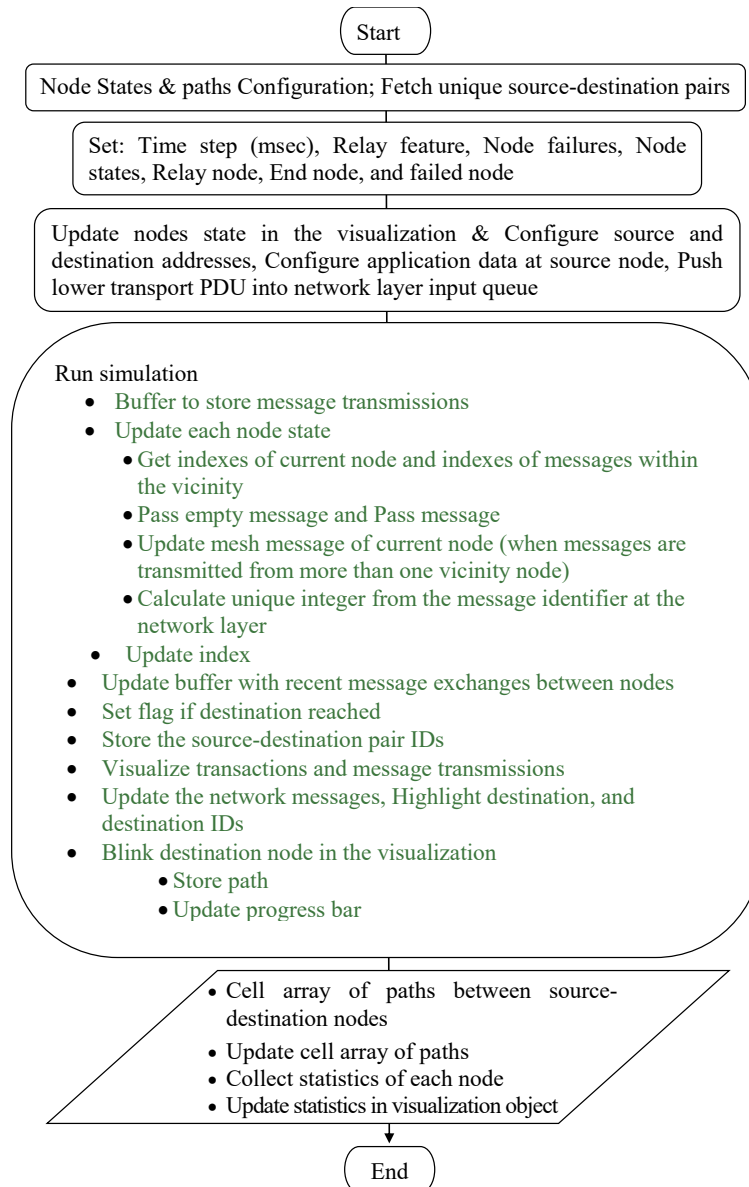 Start
Node States & paths Configuration; Fetch unique source-destination pairs
Set: Time step (msec), Relay feature, Node failures, Node
states, Relay node, End node, and failed node
Update nodes state in the visualization & Configure source and
destination addresses, Configure application data at source node, Push
lower transport PDU into network layer input queue
Run simulation
• Buffer to store message transmissions
• Update each node state
• Get indexes of current node and indexes of messages within
the vicinity
• Pass empty message and Pass message
• Update mesh message of current node (when messages are
transmitted from more than one vicinity node)
• Calculate unique integer from the message identifier at the
network layer
• Update index
• Update buffer with recent message exchanges between nodes
• Set flag if destination reached
• Store the source-destination pair IDs
• Visualize transactions and message transmissions
• Update the network messages, Highlight destination, and
destination IDs
• Blink destination node in the visualization
• Store path
• Update progress bar
• Cell array of paths between source-
destination nodes
• Update cell array of paths
• Collect statistics of each node
• Update statistics in visualization object
End